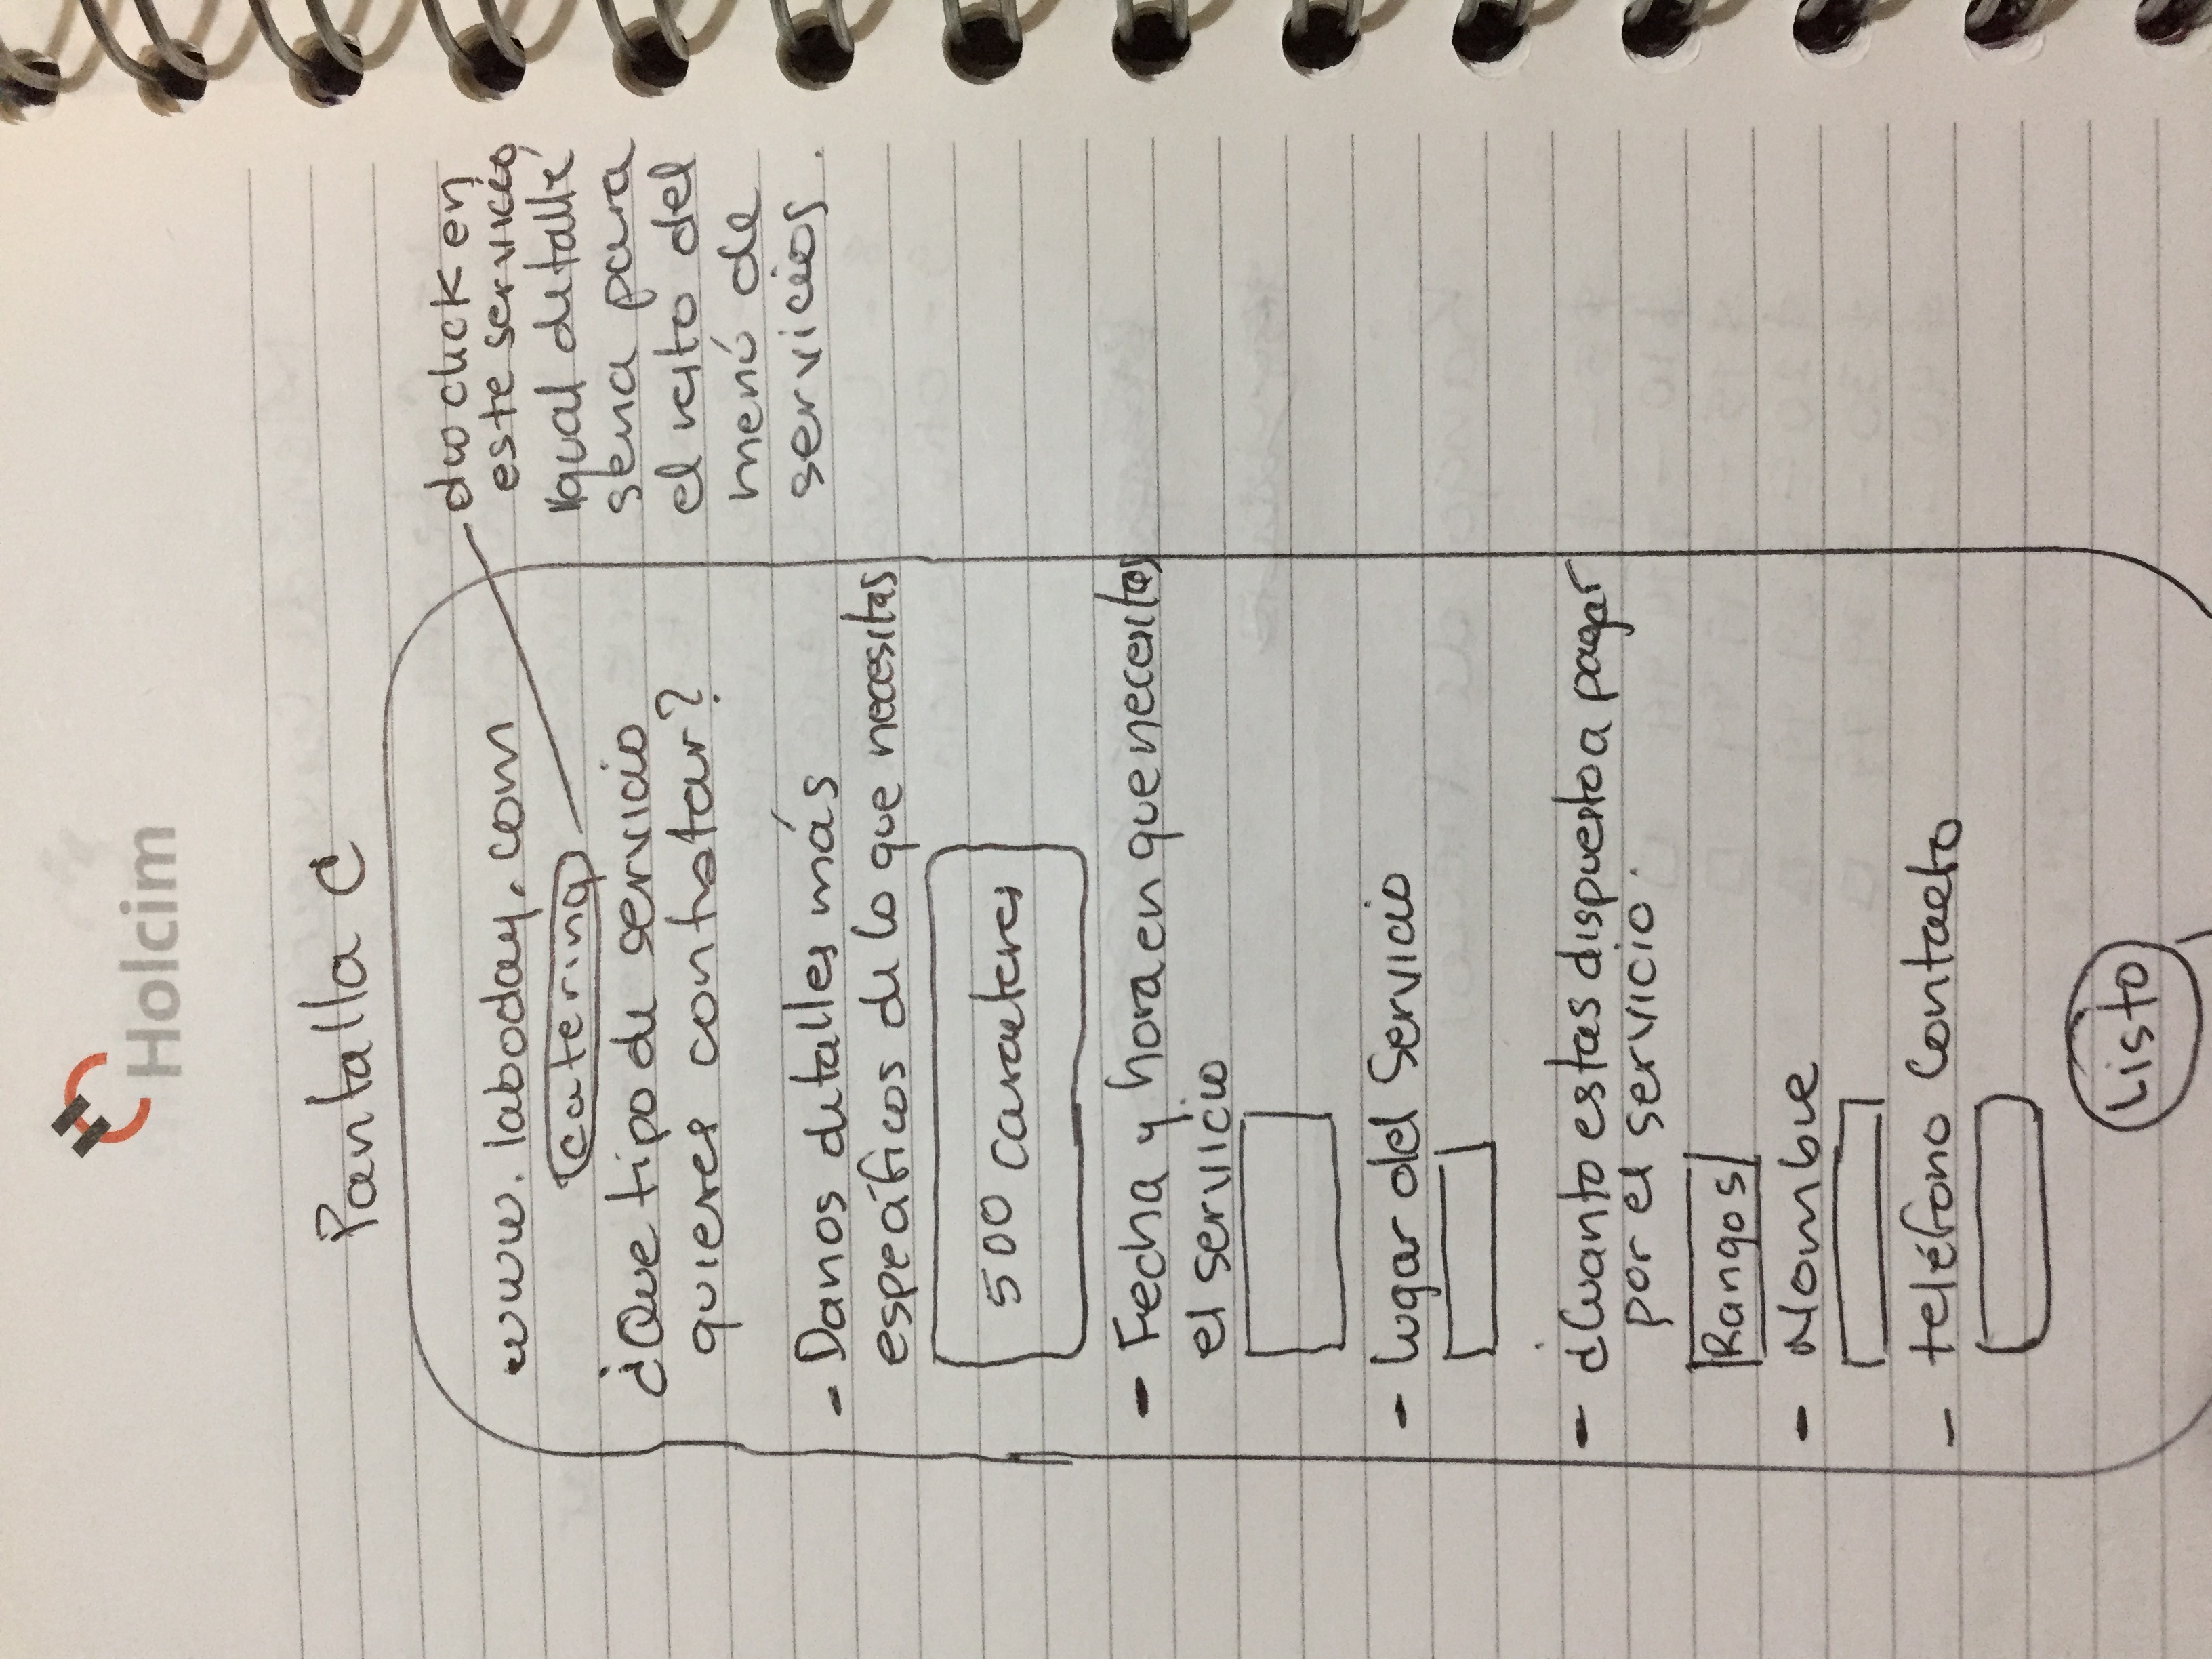 Holcim
Pantalla C
www.laboday.com
catering
¿Que tipo de servicio
quieres contratar?
- Danos detalles más
específicos de lo que necesitas
500 caracteres
- Fecha y hora en que necesitas
el servicio
- lugar del Servicio
- ¿Cuanto estas dispuesto a pagar
por el servicio.
Rangos
- Nombre
- teléfono Contacto
Listo
dio click en
este servicio,
igual detalle
seria para
el resto del
menú de
servicios.